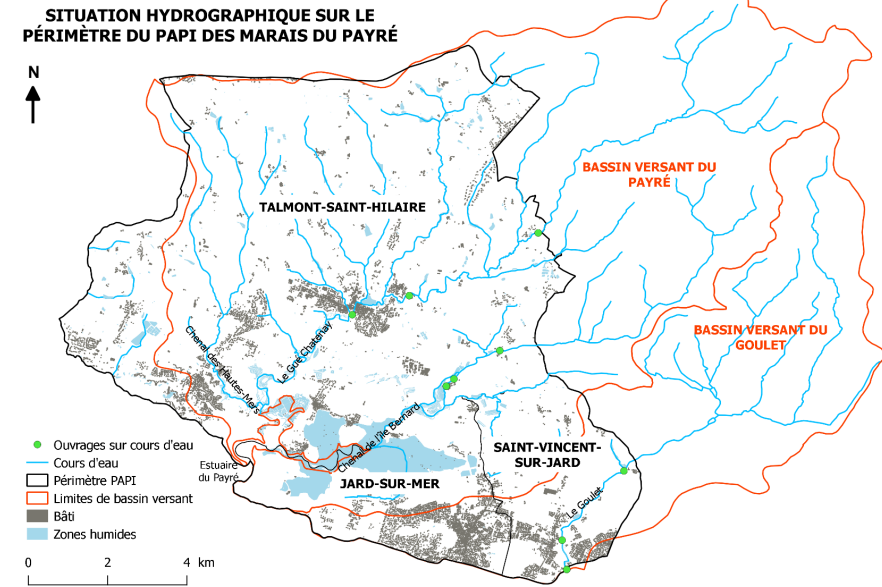 SITUATION HYDROGRAPHIQUE SUR LE
PÉRIMÈTRE DU PAPI DES MARAIS DU PAYRÉ
N
BASSIN VERSANT DU
PAYRÉ
TALMONT-SAINT-HILAIRE
BASSIN VERSANT DU
GOULET
Le Gué Chatenay
Chenal des Hautes-Mers
Chenal de l'île Bernard
SAINT-VINCENT-
SUR-JARD
Estuaire
du Payré
JARD-SUR-MER
Le Goulet
Ouvrages sur cours d'eau
Cours d'eau
Périmètre PAPI
Limites de bassin versant
Bâti
Zones humides
0 2 4 km